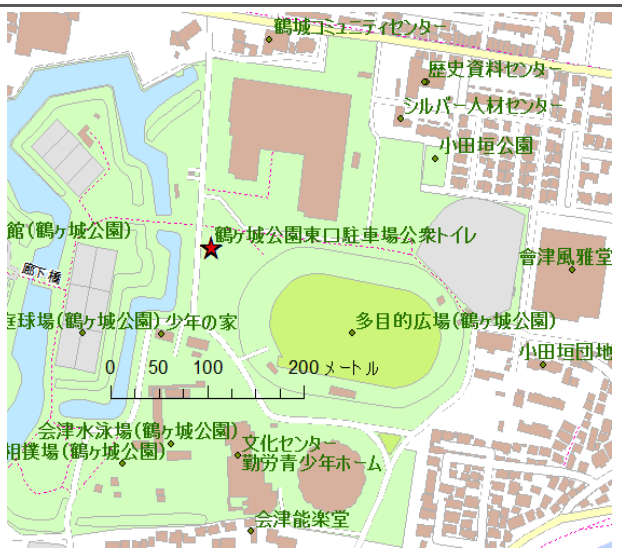 鶴城コミュニティセンター
歴史資料センター
シルバー人材センター
小田垣公園
館(鶴ヶ城公園)
鶴ヶ城公園東口駐車場公衆トイレ
會津風雅堂
廊下橋
庭球場(鶴ヶ城公園)
少年の家
多目的広場(鶴ヶ城公園)
小田垣団地
0 50 100 200 メートル
会津水泳場(鶴ヶ城公園)
相撲場(鶴ヶ城公園)
文化センター
勤労青少年ホーム
会津能楽堂